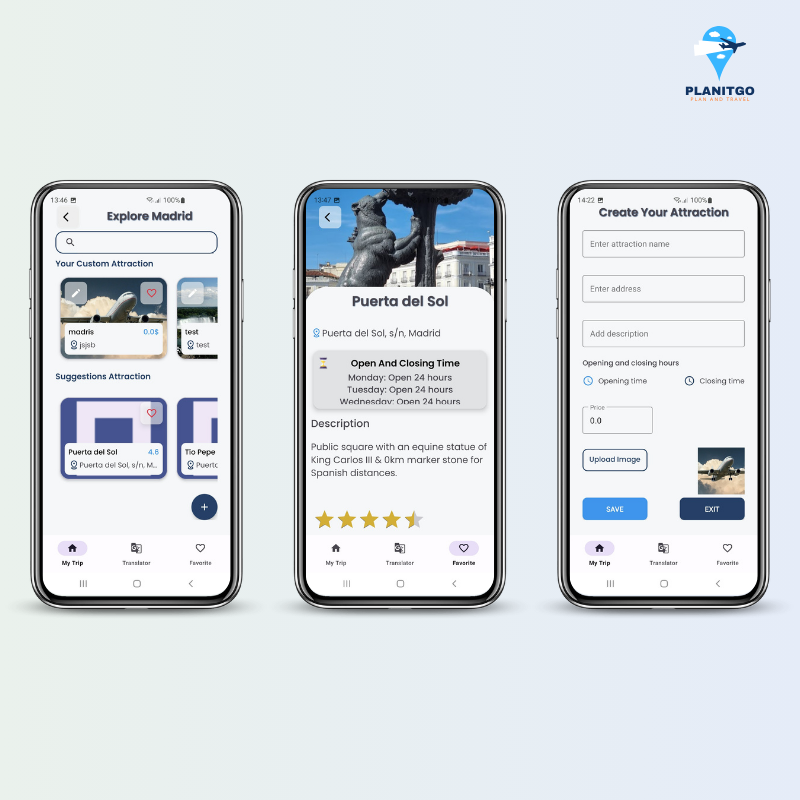 PLANITGO
PLAN AND TRAVEL
13:46
100%
Explore Madrid
Your Custom Attraction
madris
0.0$
jsjsb
test
test
Suggestions Attraction
Puerta del Sol
4.6
Puerta del Sol, s/n, M...
Tio Pepe
Puerta
+
My Trip
Translator
Favorite
13:47
100%
Puerta del Sol
Puerta del Sol, s/n, Madrid
Open And Closing Time
Monday: Open 24 hours
Tuesday: Open 24 hours
Wednesday: Open 24 hours
Description
Public square with an equine statue of
King Carlos III & 0km marker stone for
Spanish distances.
My Trip
Translator
Favorite
14:22
100%
Create Your Attraction
Enter attraction name
Enter address
Add description
Opening and closing hours
Opening time
Closing time
Price
0.0
Upload Image
SAVE
EXIT
My Trip
Translator
Favorite